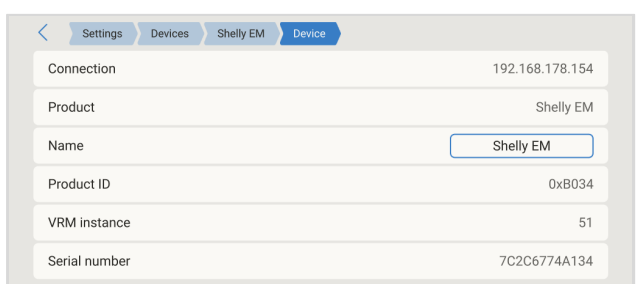 Settings Devices Shelly EM Device
Connection 192.168.178.154
Product Shelly EM
Name Shelly EM
Product ID 0xB034
VRM instance 51
Serial number 7C2C6774A134